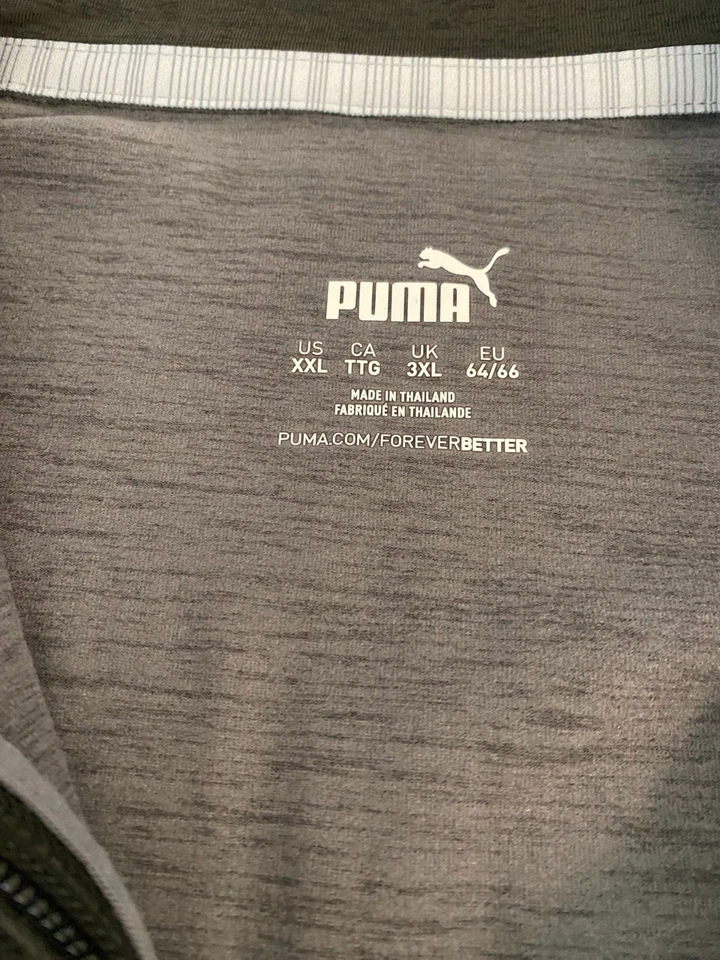 PUMA
US CA UK EU
XXL TTG 3XL 64/66
MADE IN THAILAND
FABRIQUÉ EN THAILANDE
PUMA.COM/FOREVERBETTER